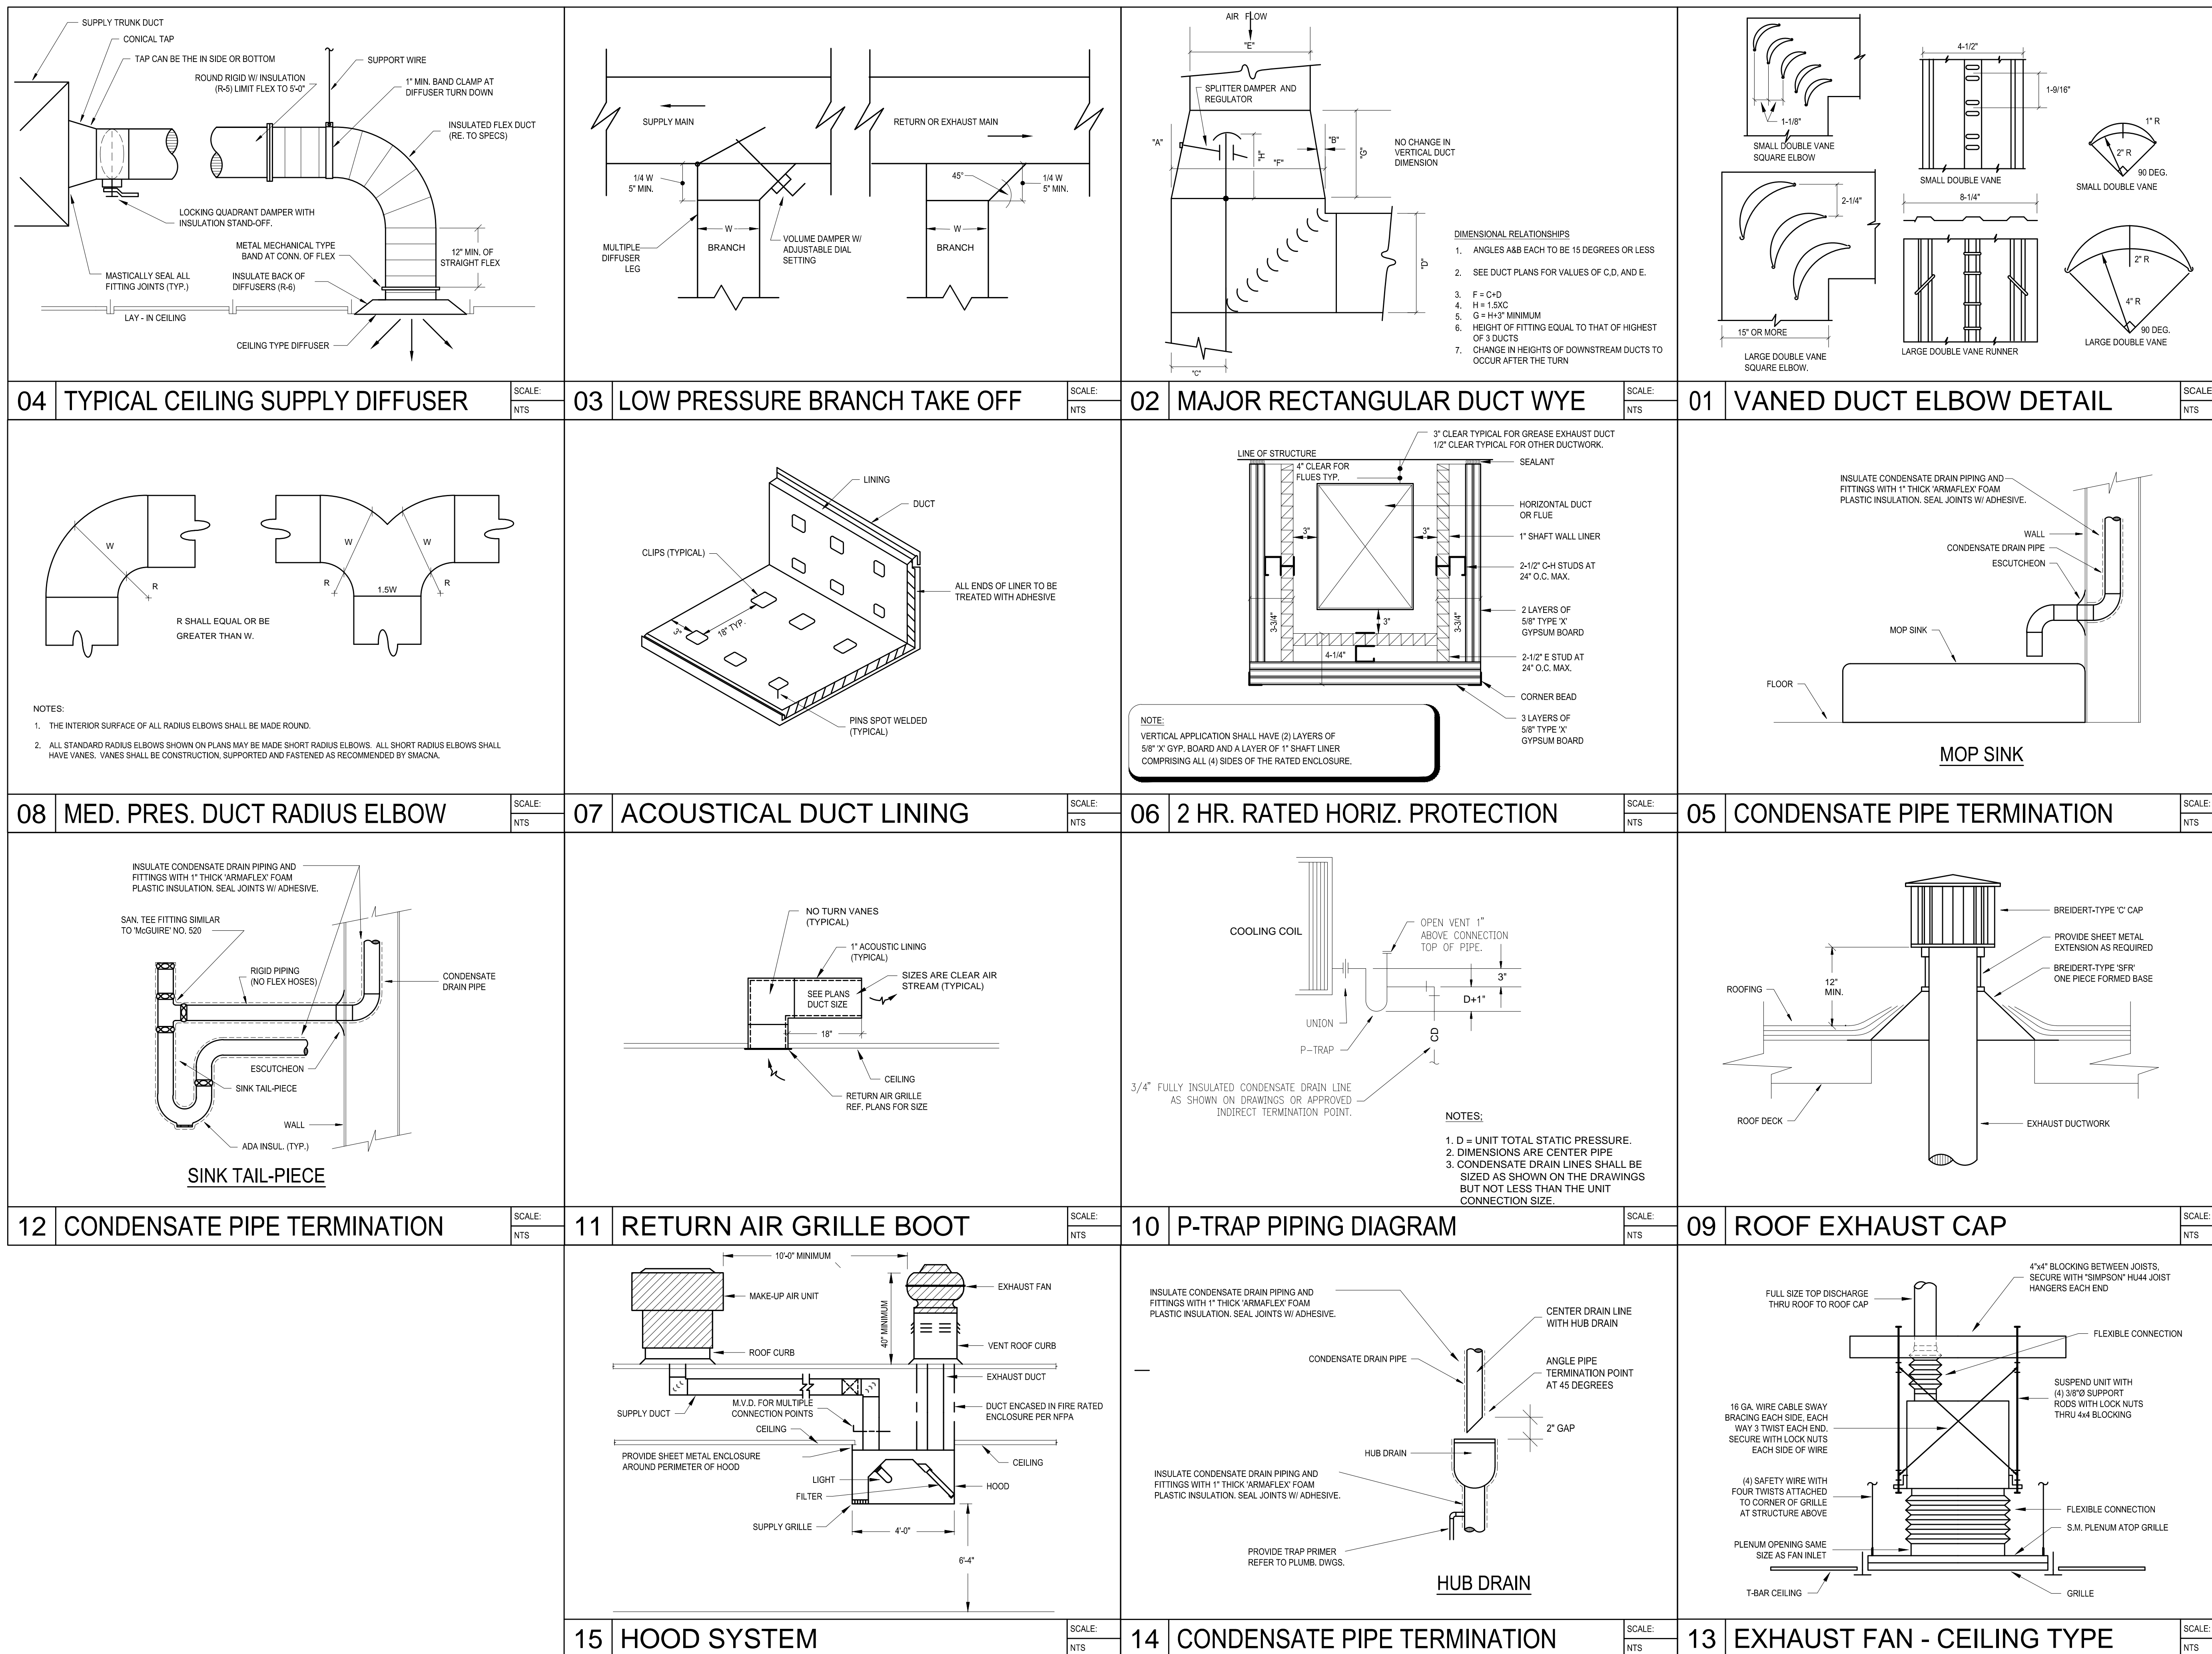 SUPPLY TRUNK DUCT
CONICAL TAP
TAP CAN BE THE IN SIDE OR BOTTOM
ROUND RIGID W/ INSULATION
(R-5) LIMIT FLEX TO 5'-0"
SUPPORT WIRE
1" MIN. BAND CLAMP AT
DIFFUSER TURN DOWN
INSULATED FLEX DUCT
(RE. TO SPECS)
LOCKING QUADRANT DAMPER WITH
INSULATION STAND-OFF.
METAL MECHANICAL TYPE
BAND AT CONN. OF FLEX
12" MIN. OF
STRAIGHT FLEX
MASTICALLY SEAL ALL
FITTING JOINTS (TYP.)
INSULATE BACK OF
DIFFUSERS (R-6)
LAY - IN CEILING
CEILING TYPE DIFFUSER
04 TYPICAL CEILING SUPPLY DIFFUSER
SCALE:
NTS
SUPPLY MAIN
RETURN OR EXHAUST MAIN
1/4 W
5" MIN.
45°
1/4 W
5" MIN.
W
BRANCH
W
BRANCH
MULTIPLE
DIFFUSER
LEG
VOLUME DAMPER W/
ADJUSTABLE DIAL
SETTING
03 LOW PRESSURE BRANCH TAKE OFF
SCALE:
NTS
AIR FLOW
"E"
SPLITTER DAMPER AND
REGULATOR
"A"
"B"
"H"
"F"
"G"
NO CHANGE IN
VERTICAL DUCT
DIMENSION
"D"
"C"
DIMENSIONAL RELATIONSHIPS
1. ANGLES A&B EACH TO BE 15 DEGREES OR LESS
2. SEE DUCT PLANS FOR VALUES OF C,D, AND E.
3. F = C+D
4. H = 1.5XC
5. G = H+3" MINIMUM
6. HEIGHT OF FITTING EQUAL TO THAT OF HIGHEST
OF 3 DUCTS
7. CHANGE IN HEIGHTS OF DOWNSTREAM DUCTS TO
OCCUR AFTER THE TURN
02 MAJOR RECTANGULAR DUCT WYE
SCALE:
NTS
1-1/8"
SMALL DOUBLE VANE
SQUARE ELBOW
4-1/2"
1-9/16"
SMALL DOUBLE VANE
1" R
2" R
90 DEG.
SMALL DOUBLE VANE
2-1/4"
15" OR MORE
LARGE DOUBLE VANE
SQUARE ELBOW.
8-1/4"
LARGE DOUBLE VANE RUNNER
2" R
4" R
90 DEG.
LARGE DOUBLE VANE
01 VANED DUCT ELBOW DETAIL
SCALE
NTS
W
R
W
W
R
R
1.5W
R SHALL EQUAL OR BE
GREATER THAN W.
NOTES:
1. THE INTERIOR SURFACE OF ALL RADIUS ELBOWS SHALL BE MADE ROUND.
2. ALL STANDARD RADIUS ELBOWS SHOWN ON PLANS MAY BE MADE SHORT RADIUS ELBOWS. ALL SHORT RADIUS ELBOWS SHALL
HAVE VANES. VANES SHALL BE CONSTRUCTION, SUPPORTED AND FASTENED AS RECOMMENDED BY SMACNA.
08 MED. PRES. DUCT RADIUS ELBOW
SCALE:
NTS
LINING
DUCT
CLIPS (TYPICAL)
ALL ENDS OF LINER TO BE
TREATED WITH ADHESIVE
3"
18" TYP.
PINS SPOT WELDED
(TYPICAL)
07 ACOUSTICAL DUCT LINING
SCALE:
NTS
3" CLEAR TYPICAL FOR GREASE EXHAUST DUCT
1/2" CLEAR TYPICAL FOR OTHER DUCTWORK.
LINE OF STRUCTURE
4" CLEAR FOR
FLUES TYP.
SEALANT
HORIZONTAL DUCT
OR FLUE
3"
3"
1" SHAFT WALL LINER
2-1/2" C-H STUDS AT
24" O.C. MAX.
3-3/4"
3"
3-3/4"
2 LAYERS OF
5/8" TYPE 'X'
GYPSUM BOARD
4-1/4"
2-1/2" E STUD AT
24" O.C. MAX.
CORNER BEAD
3 LAYERS OF
5/8" TYPE 'X'
GYPSUM BOARD
NOTE:
VERTICAL APPLICATION SHALL HAVE (2) LAYERS OF
5/8" 'X' GYP. BOARD AND A LAYER OF 1" SHAFT LINER
COMPRISING ALL (4) SIDES OF THE RATED ENCLOSURE.
06 2 HR. RATED HORIZ. PROTECTION
SCALE:
NTS
INSULATE CONDENSATE DRAIN PIPING AND
FITTINGS WITH 1" THICK 'ARMAFLEX' FOAM
PLASTIC INSULATION. SEAL JOINTS W/ ADHESIVE.
WALL
CONDENSATE DRAIN PIPE
ESCUTCHEON
MOP SINK
FLOOR
MOP SINK
05 CONDENSATE PIPE TERMINATION
SCALE:
NTS
INSULATE CONDENSATE DRAIN PIPING AND
FITTINGS WITH 1" THICK 'ARMAFLEX' FOAM
PLASTIC INSULATION. SEAL JOINTS W/ ADHESIVE.
SAN. TEE FITTING SIMILAR
TO 'McGUIRE' NO. 520
RIGID PIPING
(NO FLEX HOSES)
CONDENSATE
DRAIN PIPE
ESCUTCHEON
SINK TAIL-PIECE
WALL
ADA INSUL. (TYP.)
SINK TAIL-PIECE
12 CONDENSATE PIPE TERMINATION
SCALE:
NTS
NO TURN VANES
(TYPICAL)
1" ACOUSTIC LINING
(TYPICAL)
SIZES ARE CLEAR AIR
STREAM (TYPICAL)
SEE PLANS
DUCT SIZE
18"
CEILING
RETURN AIR GRILLE
REF. PLANS FOR SIZE
11 RETURN AIR GRILLE BOOT
SCALE:
NTS
COOLING COIL
OPEN VENT 1"
ABOVE CONNECTION
TOP OF PIPE.
3"
D+1"
UNION
P-TRAP
CD
3/4" FULLY INSULATED CONDENSATE DRAIN LINE
AS SHOWN ON DRAWINGS OR APPROVED
INDIRECT TERMINATION POINT.
NOTES;
1. D = UNIT TOTAL STATIC PRESSURE.
2. DIMENSIONS ARE CENTER PIPE
3. CONDENSATE DRAIN LINES SHALL BE
SIZED AS SHOWN ON THE DRAWINGS
BUT NOT LESS THAN THE UNIT
CONNECTION SIZE.
10 P-TRAP PIPING DIAGRAM
SCALE:
NTS
BREIDERT-TYPE 'C' CAP
PROVIDE SHEET METAL
EXTENSION AS REQUIRED
BREIDERT-TYPE 'SFR'
ONE PIECE FORMED BASE
12"
MIN.
ROOFING
ROOF DECK
EXHAUST DUCTWORK
09 ROOF EXHAUST CAP
SCALE:
NTS
10'-0" MINIMUM
EXHAUST FAN
MAKE-UP AIR UNIT
40" MINIMUM
ROOF CURB
VENT ROOF CURB
EXHAUST DUCT
SUPPLY DUCT
M.V.D. FOR MULTIPLE
CONNECTION POINTS
DUCT ENCASED IN FIRE RATED
ENCLOSURE PER NFPA
CEILING
PROVIDE SHEET METAL ENCLOSURE
AROUND PERIMETER OF HOOD
CEILING
LIGHT
FILTER
HOOD
SUPPLY GRILLE
4'-0"
6'-4"
15 HOOD SYSTEM
SCALE:
NTS
INSULATE CONDENSATE DRAIN PIPING AND
FITTINGS WITH 1" THICK 'ARMAFLEX' FOAM
PLASTIC INSULATION. SEAL JOINTS W/ ADHESIVE.
CENTER DRAIN LINE
WITH HUB DRAIN
CONDENSATE DRAIN PIPE
ANGLE PIPE
TERMINATION POINT
AT 45 DEGREES
2" GAP
HUB DRAIN
INSULATE CONDENSATE DRAIN PIPING AND
FITTINGS WITH 1" THICK 'ARMAFLEX' FOAM
PLASTIC INSULATION. SEAL JOINTS W/ ADHESIVE.
PROVIDE TRAP PRIMER
REFER TO PLUMB. DWGS.
HUB DRAIN
14 CONDENSATE PIPE TERMINATION
SCALE:
NTS
4"x4" BLOCKING BETWEEN JOISTS,
SECURE WITH "SIMPSON" HU44 JOIST
HANGERS EACH END
FULL SIZE TOP DISCHARGE
THRU ROOF TO ROOF CAP
FLEXIBLE CONNECTION
SUSPEND UNIT WITH
(4) 3/8"Ø SUPPORT
RODS WITH LOCK NUTS
THRU 4x4 BLOCKING
16 GA. WIRE CABLE SWAY
BRACING EACH SIDE, EACH
WAY 3 TWIST EACH END.
SECURE WITH LOCK NUTS
EACH SIDE OF WIRE
(4) SAFETY WIRE WITH
FOUR TWISTS ATTACHED
TO CORNER OF GRILLE
AT STRUCTURE ABOVE
FLEXIBLE CONNECTION
S.M. PLENUM ATOP GRILLE
PLENUM OPENING SAME
SIZE AS FAN INLET
T-BAR CEILING
GRILLE
13 EXHAUST FAN - CEILING TYPE
SCALE:
NTS